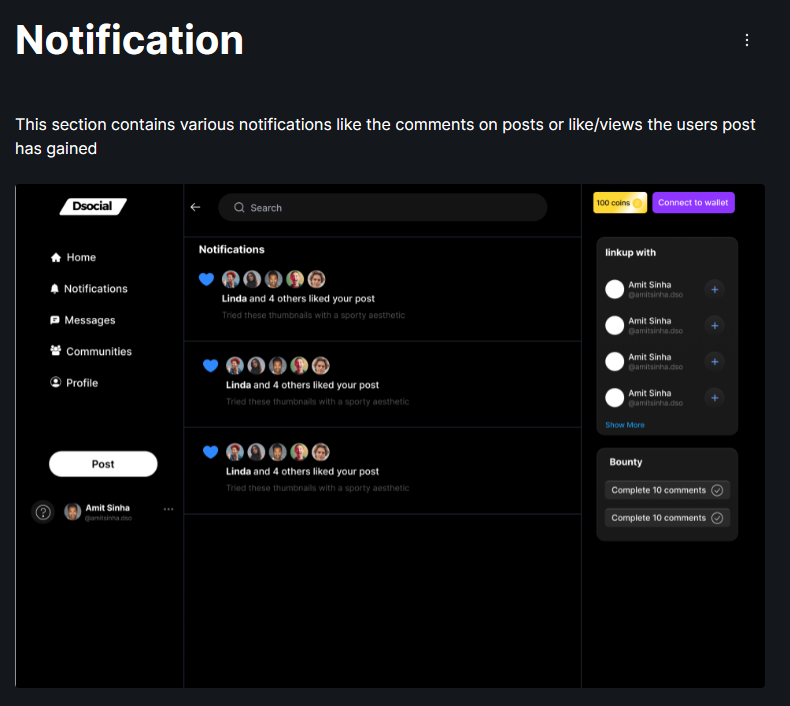 Notification
This section contains various notifications like the comments on posts or like/views the users post
has gained
Dsocial
Home
Notifications
Messages
Communities
Profile
Post
Amit Sinha
@amitsinha.dso
Search
Notifications
Linda and 4 others liked your post
Tried these thumbnails with a sporty aesthetic
Linda and 4 others liked your post
Tried these thumbnails with a sporty aesthetic
Linda and 4 others liked your post
Tried these thumbnails with a sporty aesthetic
100 coins
Connect to wallet
linkup with
Amit Sinha
@amitsinha.dso
Amit Sinha
@amitsinha.dso
Amit Sinha
@amitsinha.dso
Amit Sinha
@amitsinha.dso
Show More
Bounty
Complete 10 comments
Complete 10 comments